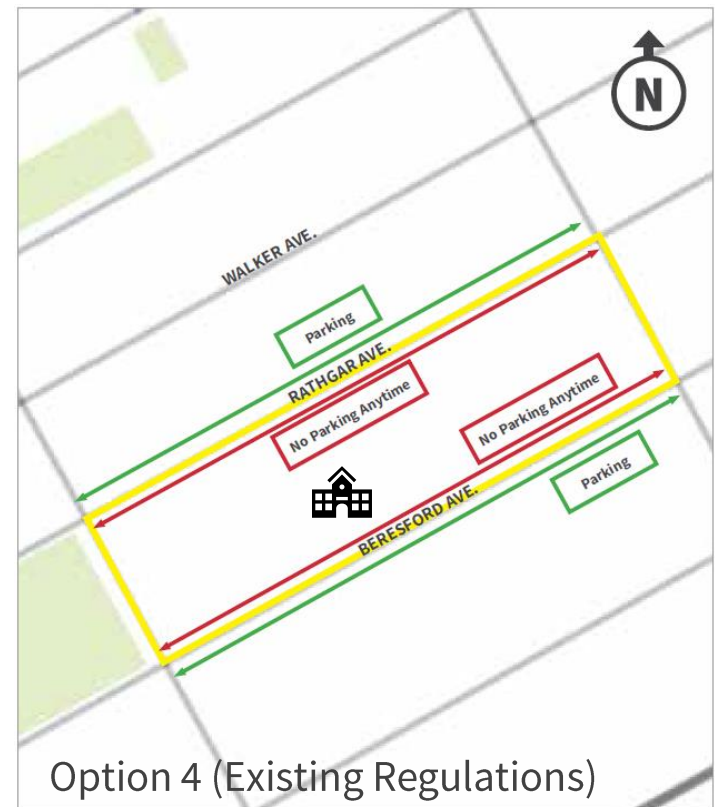 N
WALKER AVE.
Parking
RATHGAR AVE.
No Parking Anytime
No Parking Anytime
Parking
BERESFORD AVE.
Option 4 (Existing Regulations)